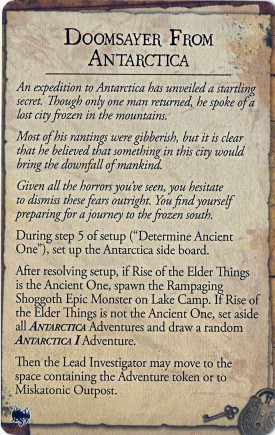 DOOMSAYER FROM
ANTARCTICA
An expedition to Antarctica has unveiled a startling
secret. Though only one man returned, he spoke of a
lost city frozen in the mountains.
Most of his rantings were gibberish, but it is clear
that he believed that something in this city would
bring the downfall of mankind.
Given all the horrors you've seen, you hesitate
to dismiss these fears outright. You find yourself
preparing for a journey to the frozen south.
During step 5 of setup ("Determine Ancient
One"), set up the Antarctica side board.
After resolving setup, if Rise of the Elder Things
is the Ancient One, spawn the Rampaging
Shoggoth Epic Monster on Lake Camp. If Rise of
the Elder Things is not the Ancient One, set aside
all ANTARCTICA Adventures and draw a random
ANTARCTICA I Adventure.
Then the Lead Investigator may move to the
space containing the Adventure token or to
Miskatonic Outpost.